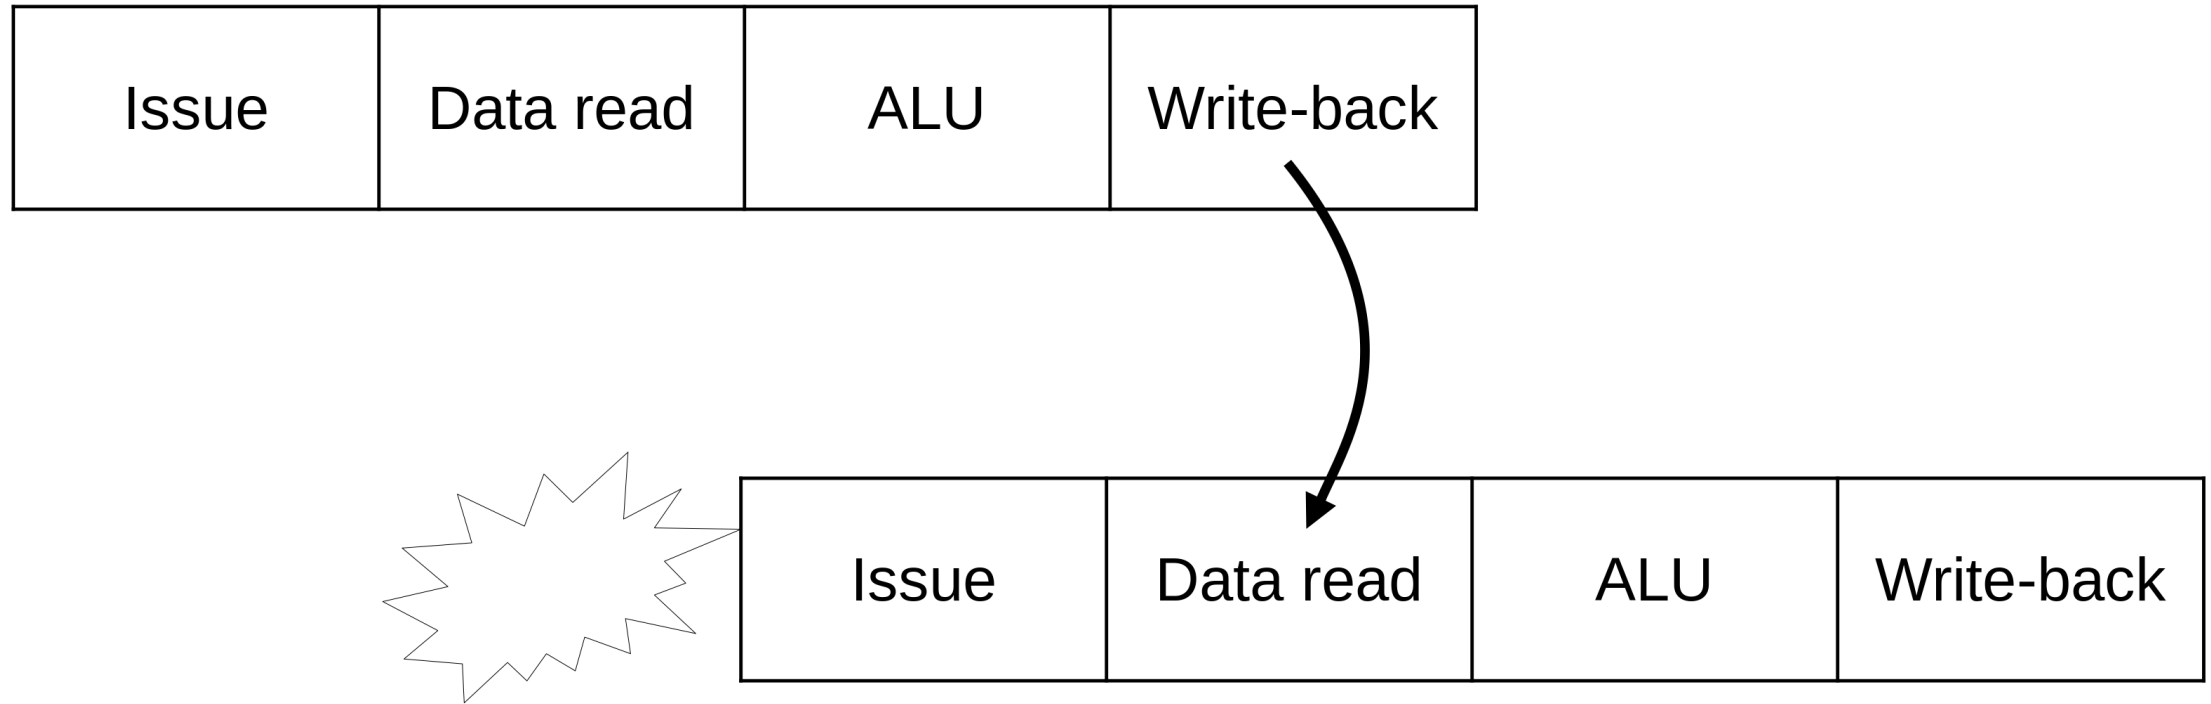 Issue Data read ALU Write-back
Issue Data read ALU Write-back